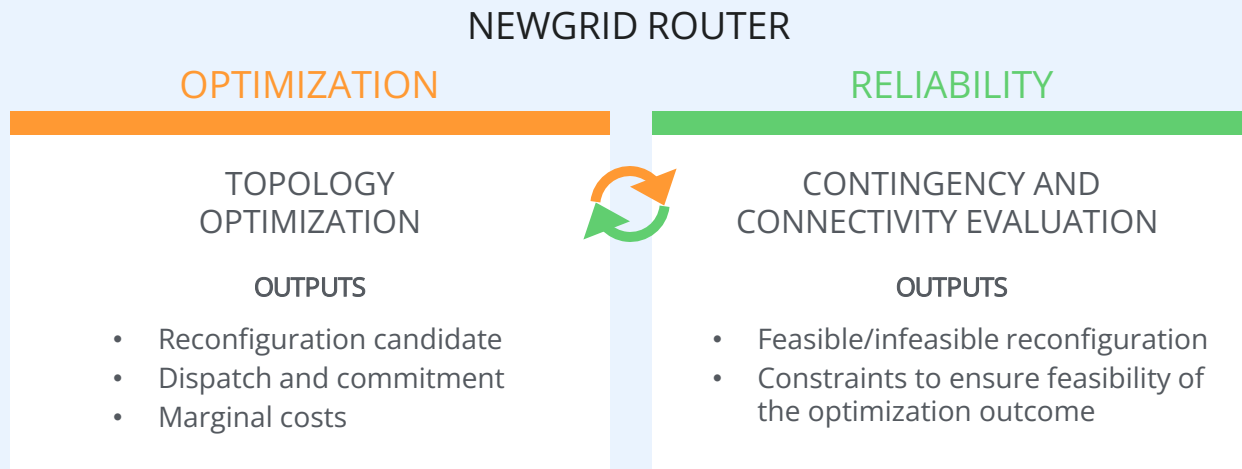 NEWGRID ROUTER
OPTIMIZATION
TOPOLOGY
OPTIMIZATION
OUTPUTS
• Reconfiguration candidate
• Dispatch and commitment
• Marginal costs
RELIABILITY
CONTINGENCY AND
CONNECTIVITY EVALUATION
OUTPUTS
• Feasible/infeasible reconfiguration
• Constraints to ensure feasibility of
the optimization outcome